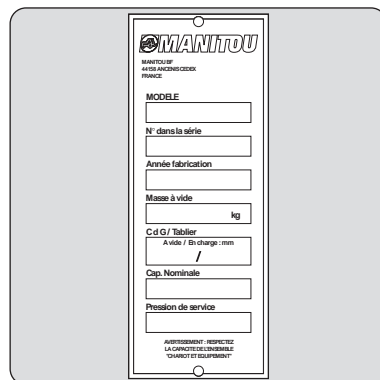 MANITOU
MANITOU BF
44158 ANCENIS CEDEX
FRANCE
MODELE
N° dans la série
Année fabrication
Masse à vide
kg
C d G / Tablier
A vide / En charge : mm
/
Cap. Nominale
Pression de service
AVERTISSEMENT : RESPECTEZ
LA CAPACITE DE L'ENSEMBLE
"CHARIOT ET EQUIPEMENT"